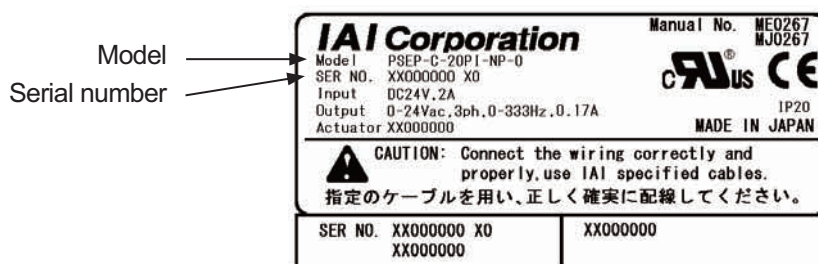 Model
Serial number
IAI Corporation
Manual No. ME0267
MJ0267
Model PSEP-C-20PI-NP-0
SER NO. XX000000 X0
Input DC24V,2A
Output 0-24Vac,3ph,0-333Hz,0.17A
Actuator XX000000
C RU ® US CE
IP20
MADE IN JAPAN
CAUTION: Connect the wiring correctly and
properly,use IAI specified cables.
指定のケーブルを用い、正しく確実に配線してください。
SER NO. XX000000 X0
XX000000
XX000000